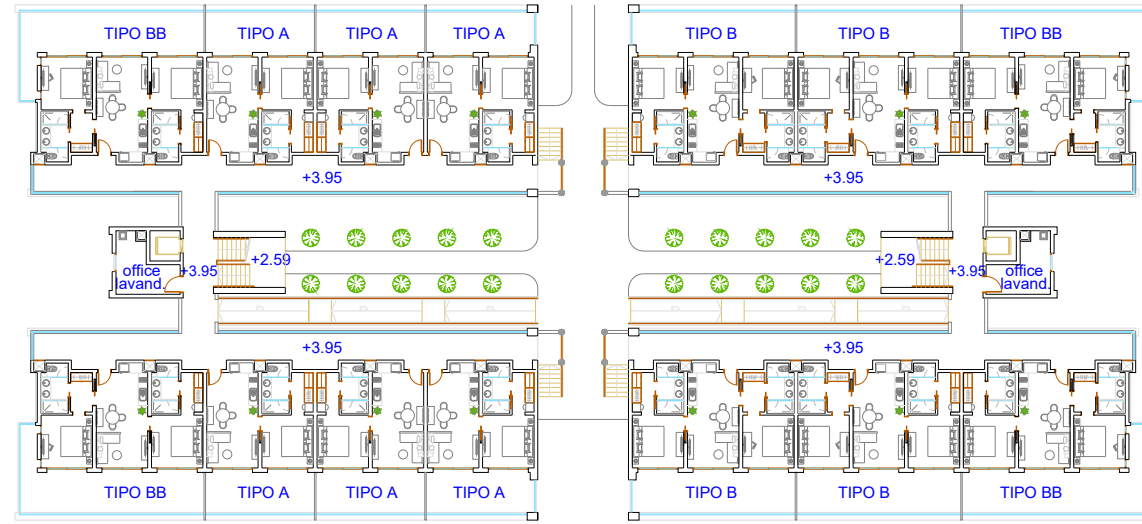 TIPO BB TIPO A TIPO A TIPO A TIPO B TIPO B TIPO BB
+3.95 +3.95
+2.59 +2.59
+3.95 +3.95
office office
lavand. lavand.
+3.95 +3.95
TIPO BB TIPO A TIPO A TIPO A TIPO B TIPO B TIPO BB